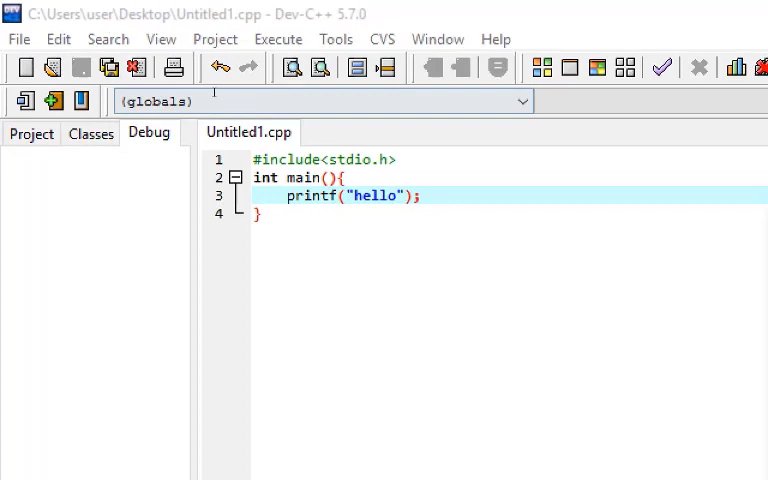 DEV
C:\Users\user\Desktop\Untitled1.cpp - Dev-C++ 5.7.0
File Edit Search View Project Execute Tools CVS Window Help
(globals)
Project Classes Debug Untitled1.cpp
1 #include<stdio.h>
2 int main(){
3 printf("hello");
4 }